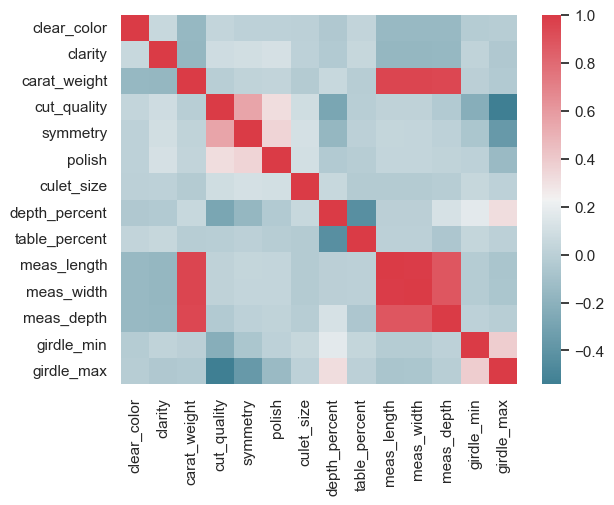 clear_color
clarity
carat_weight
cut_quality
symmetry
polish
culet_size
depth_percent
table_percent
meas_length
meas_width
meas_depth
girdle_min
girdle_max
clear_color
clarity
carat_weight
cut_quality
symmetry
polish
culet_size
depth_percent
table_percent
meas_length
meas_width
meas_depth
girdle_min
girdle_max
1.0
0.8
0.6
0.4
0.2
0.0
−0.2
−0.4